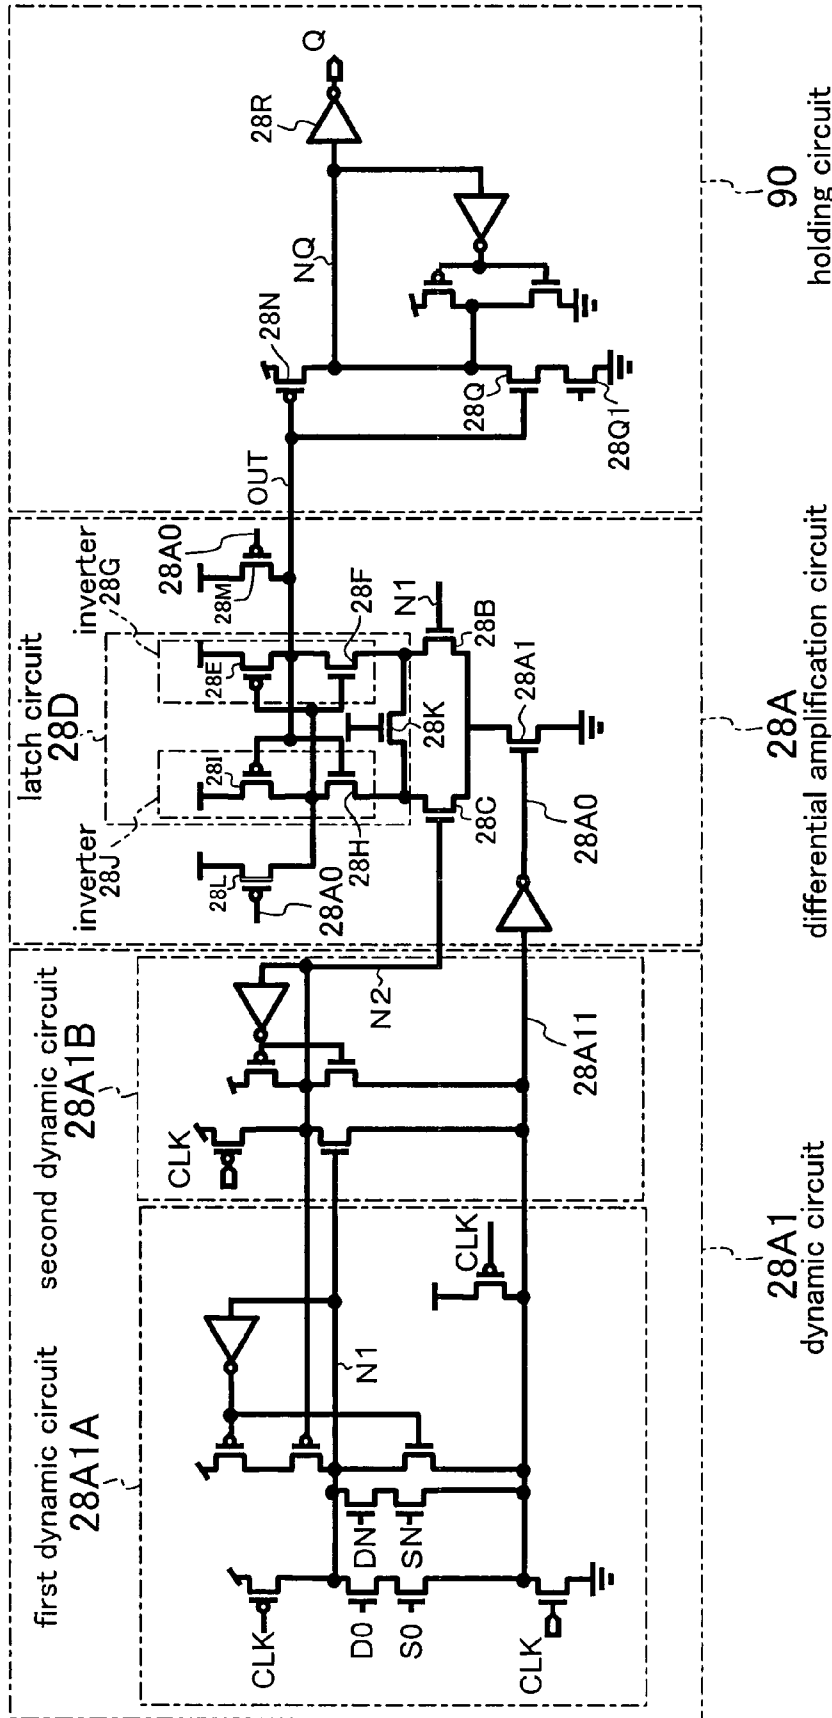 first dynamic circuit
28A1A
second dynamic circuit
28A1B
inverter
28J
latch circuit
28D
inverter
28G
CLK
D0
S0
CLK
DN
SN
N1
CLK
CLK
N2
28A11
28L
28A0
28I
28H
28E
28F
28K
28M
28A0
28C
N1
28B
28A1
28A0
OUT
28N
NQ
28Q
28Q1
28R
Q
28A1
dynamic circuit
28A
differential amplification circuit
90
holding circuit